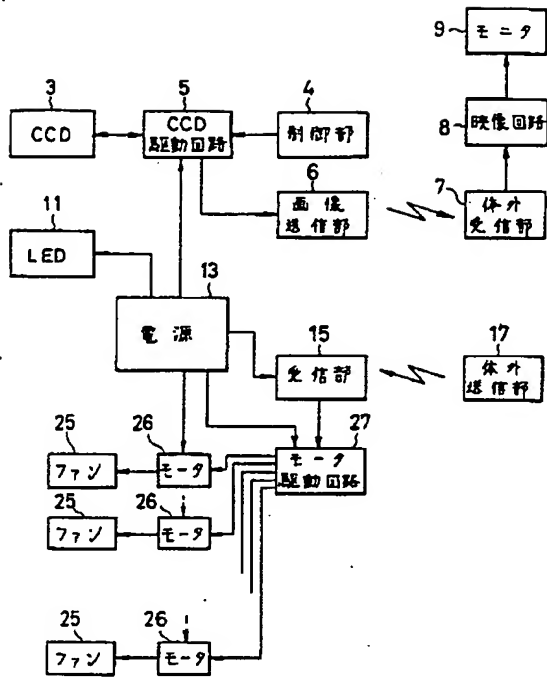 9
モニタ
8
映像回路
7
体外
受信部
3
CCD
5
CCD
駆動回路
4
制御部
6
画像
送信部
11
LED
13
電源
15
受信部
17
体外
送信部
27
モータ
駆動回路
25
ファン
26
モータ
25
ファン
26
モータ
25
ファン
26
モータ